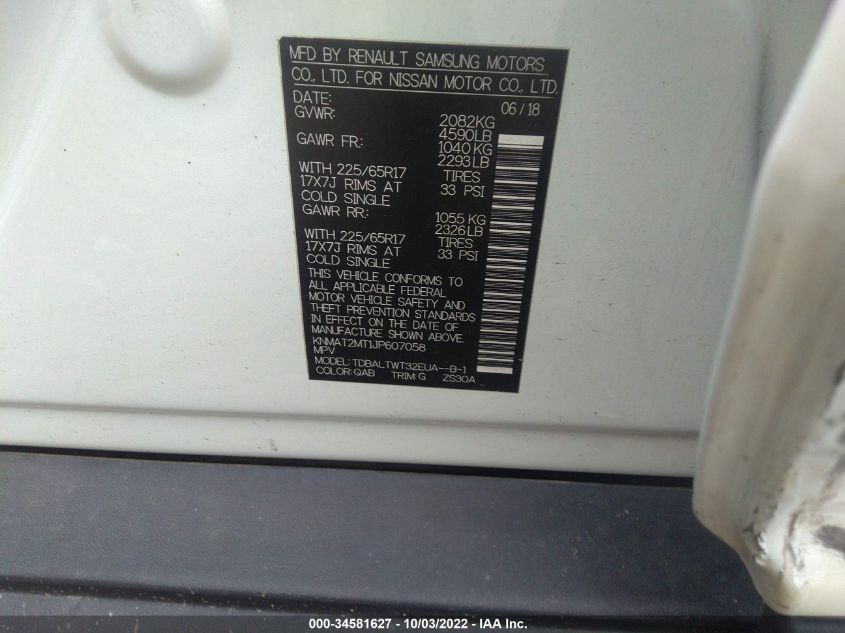 MFD BY RENAULT SAMSUNG MOTORS
CO., LTD. FOR NISSAN MOTOR CO., LTD.
DATE: 06/18
GVWR: 2082KG
4590LB
GAWR FR: 1040KG
2293LB
WITH 225/65R17 TIRES
17X7J RIMS AT 33 PSI
COLD SINGLE
GAWR RR: 1055KG
2326LB
WITH 225/65R17 TIRES
17X7J RIMS AT 33 PSI
COLD SINGLE
THIS VEHICLE CONFORMS TO
ALL APPLICABLE FEDERAL
MOTOR VEHICLE SAFETY AND
THEFT PREVENTION STANDARDS
IN EFFECT ON THE DATE OF
MANUFACTURE SHOWN ABOVE.
KNMAT2MT1JP607058
MPV
MODEL: TDBALTWT32EUA--B-1
COLOR: QAB TRIM: G ZS30A
000-34581627 - 10/03/2022 - IAA Inc.